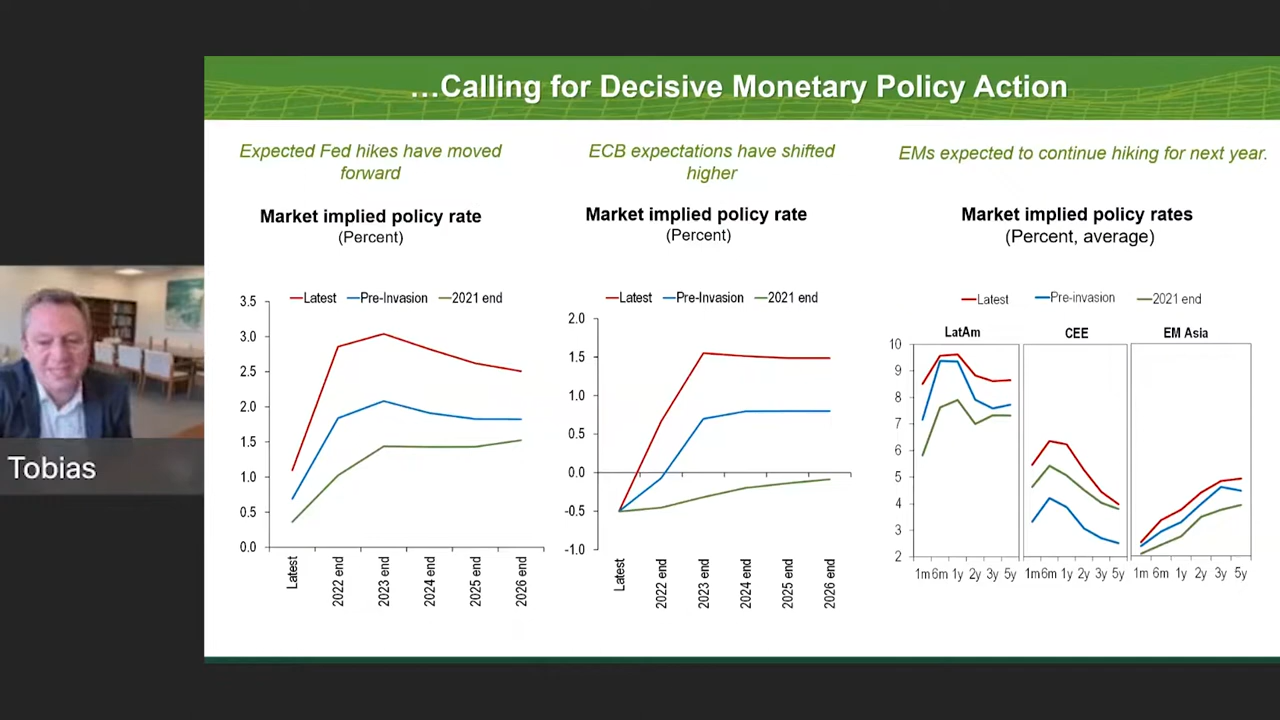 …Calling for Decisive Monetary Policy Action
Expected Fed hikes have moved
forward
Market implied policy rate
(Percent)
Latest Pre-Invasion 2021 end
3.5
3.0
2.5
2.0
1.5
1.0
0.5
0.0
Latest
2022 end
2023 end
2024 end
2025 end
2026 end
ECB expectations have shifted
higher
Market implied policy rate
(Percent)
Latest Pre-Invasion 2021 end
2.0
1.5
1.0
0.5
0.0
-0.5
-1.0
Latest
2022 end
2023 end
2024 end
2025 end
2026 end
EMs expected to continue hiking for next year.
Market implied policy rates
(Percent, average)
Latest Pre-invasion 2021 end
LatAm CEE EM Asia
10
9
8
7
6
5
4
3
2
1m 6m 1y 2y 3y 5y 1m 6m 1y 2y 3y 5y 1m 6m 1y 2y 3y 5y
Tobias